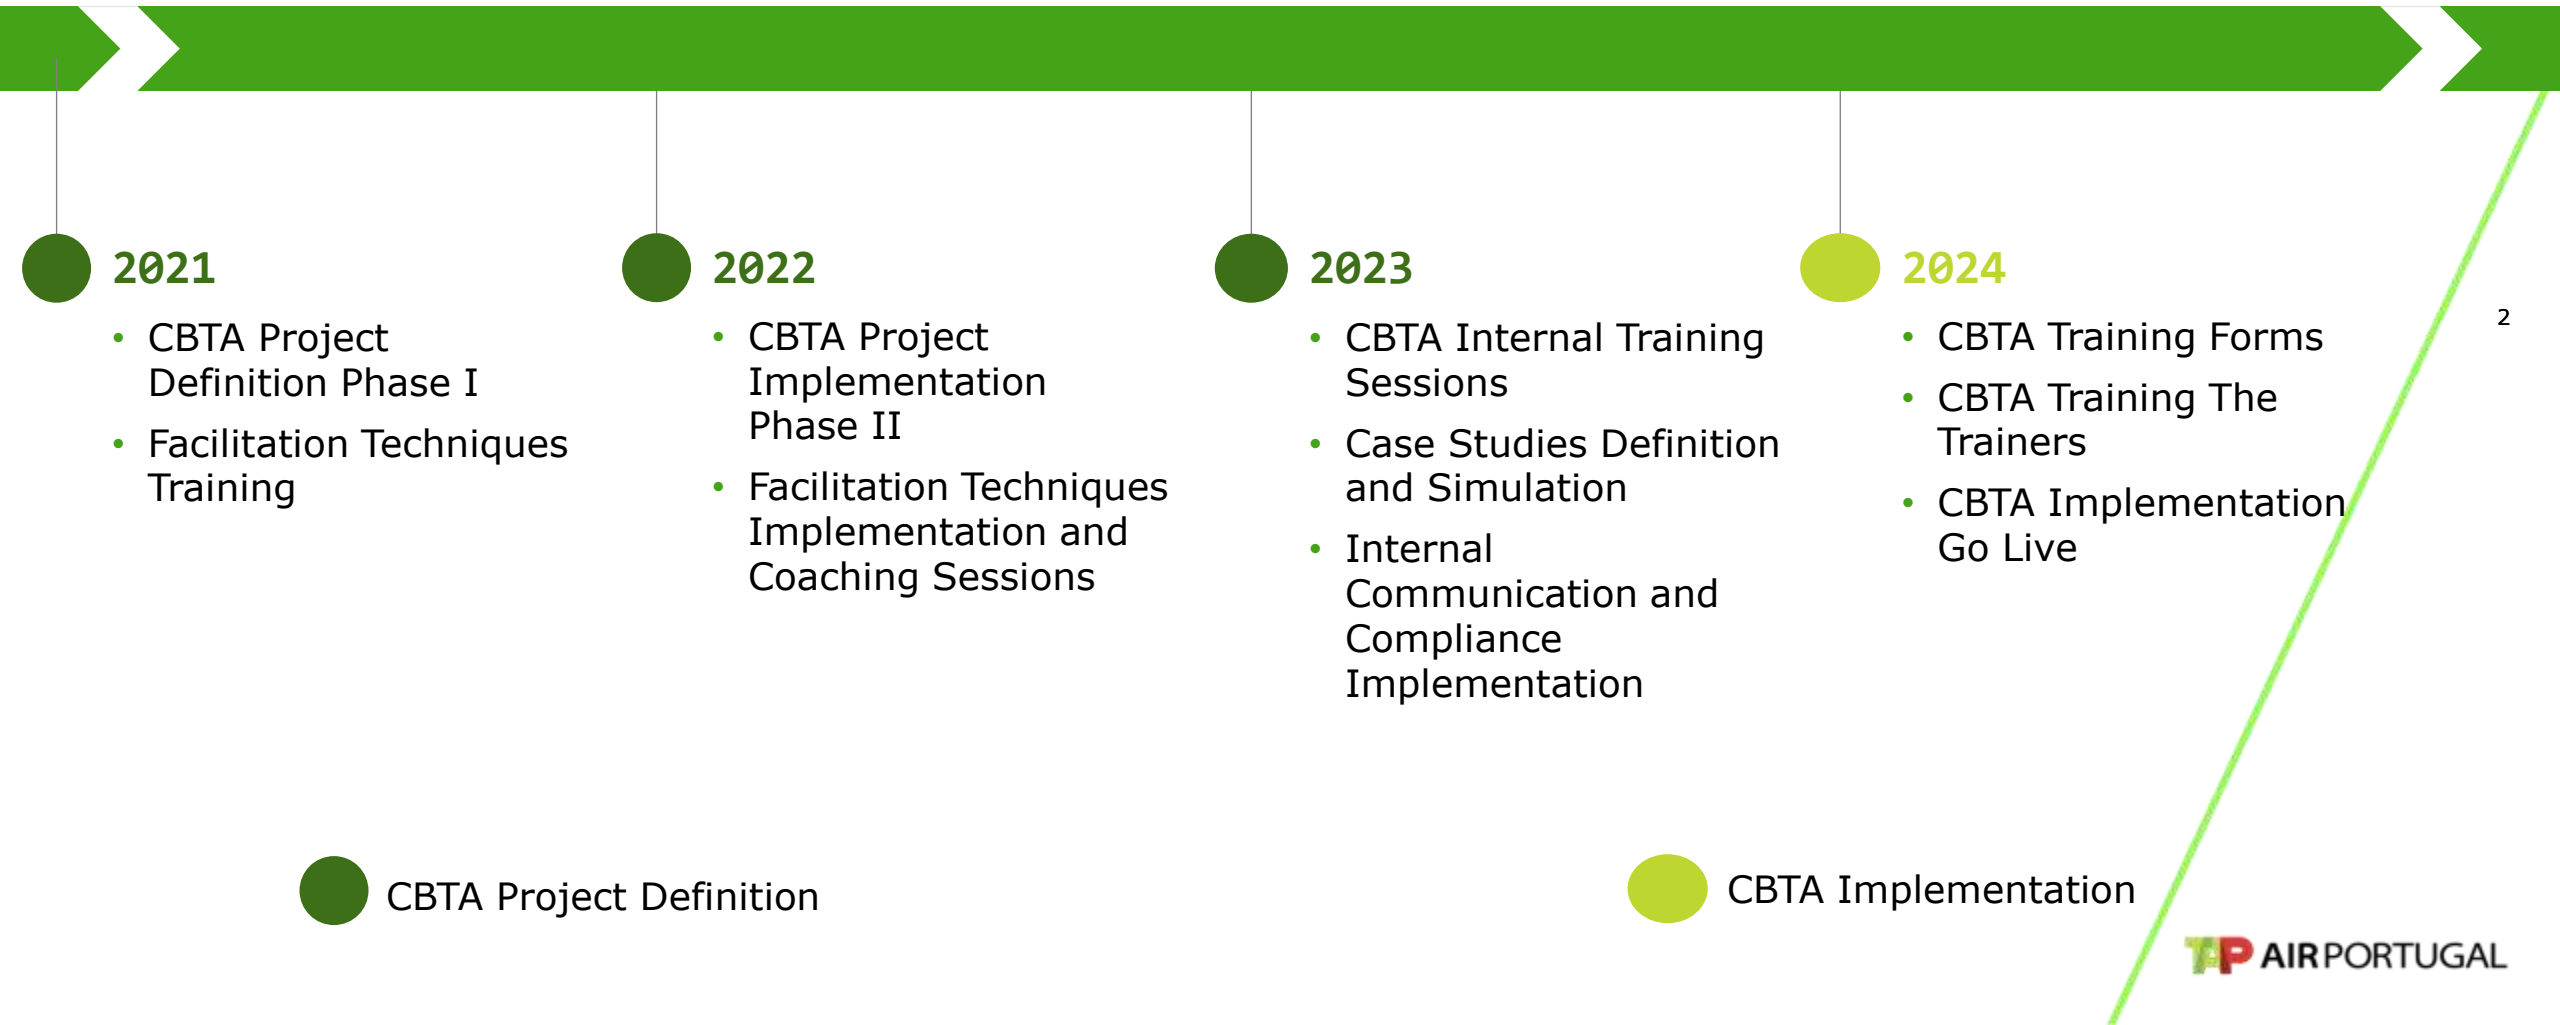 2021
• CBTA Project
Definition Phase I
• Facilitation Techniques
Training
2022
• CBTA Project
Implementation
Phase II
• Facilitation Techniques
Implementation and
Coaching Sessions
2023
• CBTA Internal Training
Sessions
• Case Studies Definition
and Simulation
• Internal
Communication and
Compliance
Implementation
2024
• CBTA Training Forms
• CBTA Training The
Trainers
• CBTA Implementation
Go Live
2
CBTA Project Definition
CBTA Implementation
TAP AIR PORTUGAL